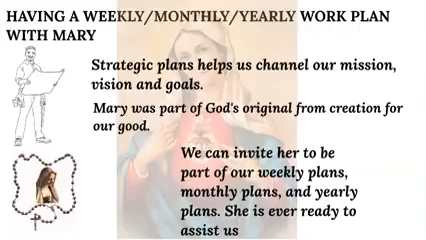 HAVING A WEEKLY/MONTHLY/YEARLY WORK PLAN
WITH MARY
Strategic plans helps us channel our mission,
vision and goals.
Mary was part of God's original from creation for
our good.
We can invite her to be
part of our weekly plans,
monthly plans, and yearly
plans. She is ever ready to
assist us